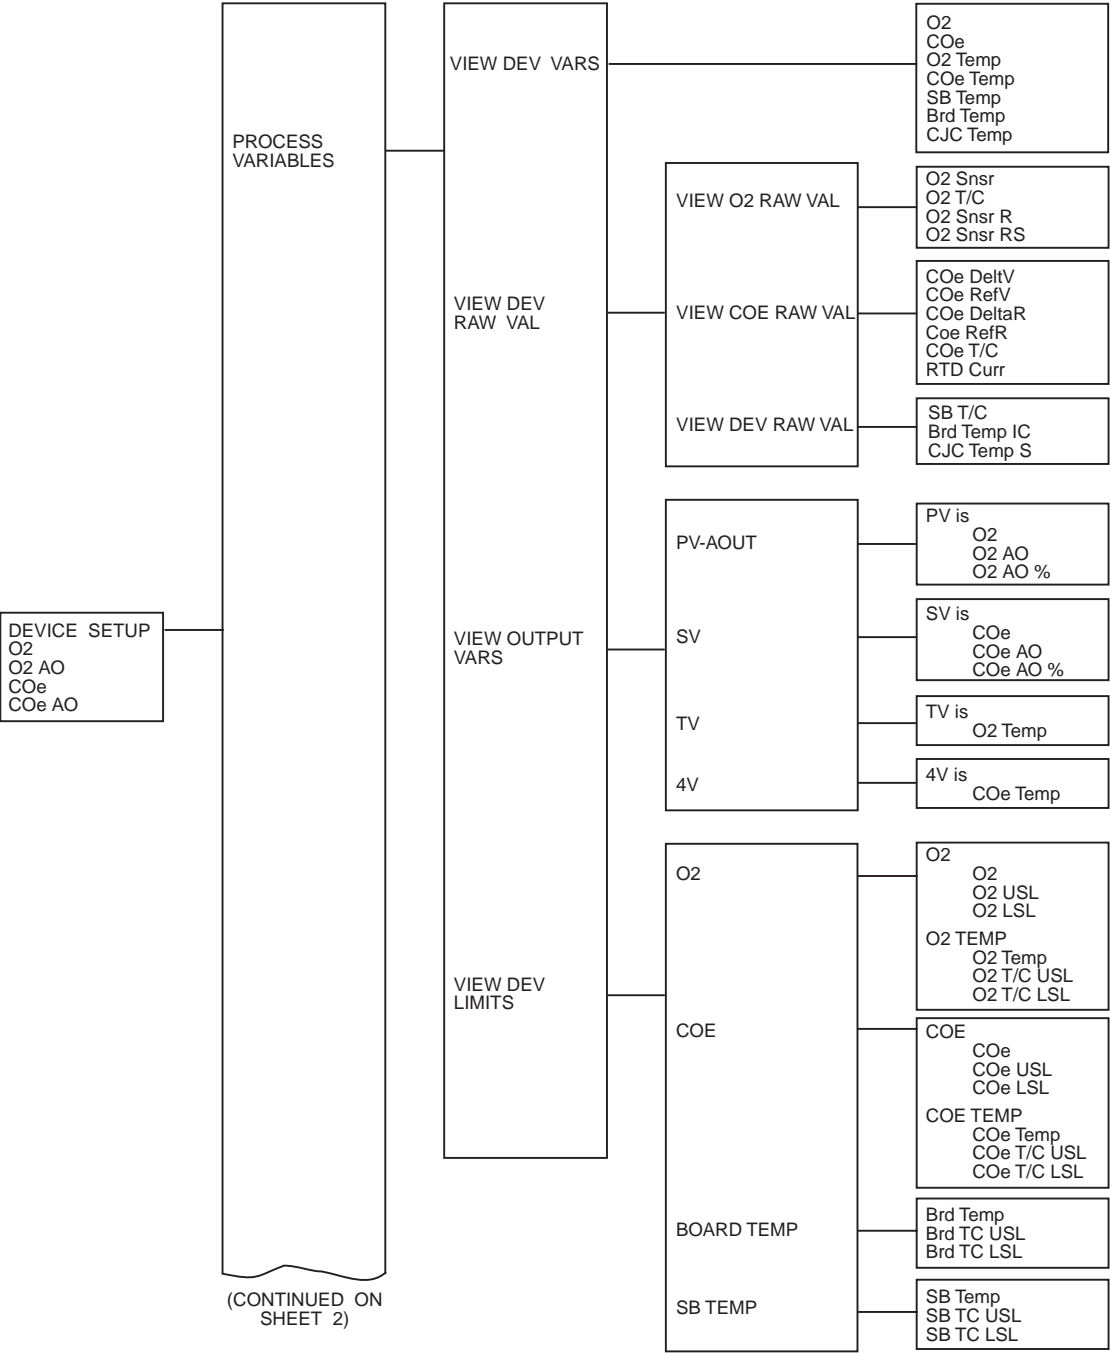 DEVICE SETUP
O2
O2 AO
COe
COe AO
PROCESS
VARIABLES
(CONTINUED ON
SHEET 2)
VIEW DEV VARS
O2
COe
O2 Temp
COe Temp
SB Temp
Brd Temp
CJC Temp
VIEW DEV
RAW VAL
VIEW O2 RAW VAL
O2 Snsr
O2 T/C
O2 Snsr R
O2 Snsr RS
VIEW COE RAW VAL
COe DeltV
COe RefV
COe DeltaR
Coe RefR
COe T/C
RTD Curr
VIEW DEV RAW VAL
SB T/C
Brd Temp IC
CJC Temp S
VIEW OUTPUT
VARS
PV-AOUT
PV is
O2
O2 AO
O2 AO %
SV
SV is
COe
COe AO
COe AO %
TV
TV is
O2 Temp
4V
4V is
COe Temp
VIEW DEV
LIMITS
O2
O2
O2
O2 USL
O2 LSL
O2 TEMP
O2 Temp
O2 T/C USL
O2 T/C LSL
COE
COE
COe
COe USL
COe LSL
COE TEMP
COe Temp
COe T/C USL
COe T/C LSL
BOARD TEMP
Brd Temp
Brd TC USL
Brd TC LSL
SB TEMP
SB Temp
SB TC USL
SB TC LSL